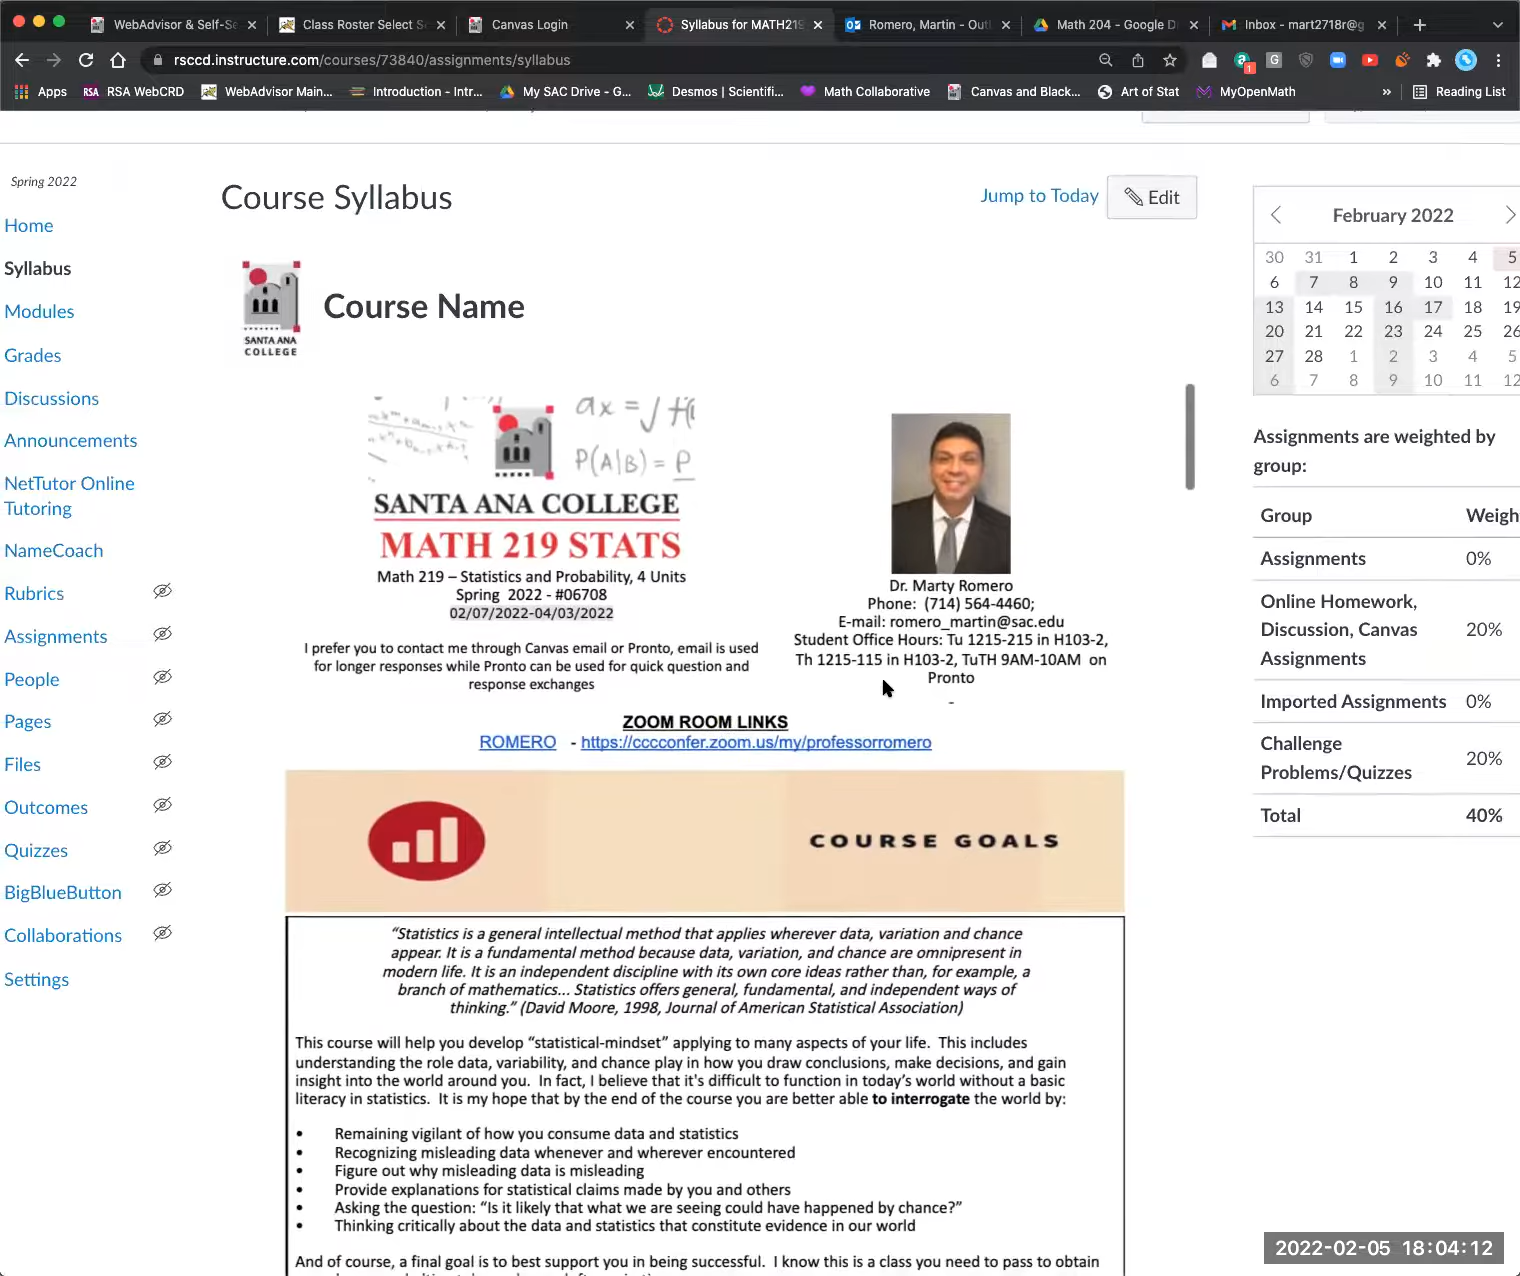 WebAdvisor & Self-Se
Class Roster Select S
Canvas Login
Syllabus for MATH219
Romero, Martin - Out
Math 204 - Google D
Inbox - mart2718r@g
rsccd.instructure.com/courses/73840/assignments/syllabus
Apps
RSA WebCRD
WebAdvisor Main...
Introduction - Intr...
My SAC Drive - G...
Desmos | Scientifi...
Math Collaborative
Canvas and Black...
Art of Stat
MyOpenMath
»
Reading List
Spring 2022
Home
Syllabus
Modules
Grades
Discussions
Announcements
NetTutor Online
Tutoring
NameCoach
Rubrics
Assignments
People
Pages
Files
Outcomes
Quizzes
BigBlueButton
Collaborations
Settings
Course Syllabus
Jump to Today
Edit
SANTA ANA
COLLEGE
Course Name
ax = ∫ f(
P(A|B) = P
SANTA ANA COLLEGE
MATH 219 STATS
Math 219 – Statistics and Probability, 4 Units
Spring 2022 - #06708
02/07/2022-04/03/2022
I prefer you to contact me through Canvas email or Pronto, email is used
for longer responses while Pronto can be used for quick question and
response exchanges
Dr. Marty Romero
Phone: (714) 564-4460;
E-mail: romero_martin@sac.edu
Student Office Hours: Tu 1215-215 in H103-2,
Th 1215-115 in H103-2, TuTH 9AM-10AM on
Pronto
-
ZOOM ROOM LINKS
ROMERO - https://cccconfer.zoom.us/my/professorromero
COURSE GOALS
“Statistics is a general intellectual method that applies wherever data, variation and chance
appear. It is a fundamental method because data, variation, and chance are omnipresent in
modern life. It is an independent discipline with its own core ideas rather than, for example, a
branch of mathematics... Statistics offers general, fundamental, and independent ways of
thinking.” (David Moore, 1998, Journal of American Statistical Association)
This course will help you develop “statistical-mindset” applying to many aspects of your life. This includes
understanding the role data, variability, and chance play in how you draw conclusions, make decisions, and gain
insight into the world around you. In fact, I believe that it's difficult to function in today’s world without a basic
literacy in statistics. It is my hope that by the end of the course you are better able to interrogate the world by:
• Remaining vigilant of how you consume data and statistics
• Recognizing misleading data whenever and wherever encountered
• Figure out why misleading data is misleading
• Provide explanations for statistical claims made by you and others
• Asking the question: “Is it likely that what we are seeing could have happened by chance?”
• Thinking critically about the data and statistics that constitute evidence in our world
And of course, a final goal is to best support you in being successful. I know this is a class you need to pass to obtain
February 2022
30 31 1 2 3 4 5
6 7 8 9 10 11 12
13 14 15 16 17 18 19
20 21 22 23 24 25 26
27 28 1 2 3 4 5
6 7 8 9 10 11 12
Assignments are weighted by
group:
Group Weigh
Assignments 0%
Online Homework,
Discussion, Canvas 20%
Assignments
Imported Assignments 0%
Challenge
Problems/Quizzes 20%
Total 40%
2022-02-05 18:04:12